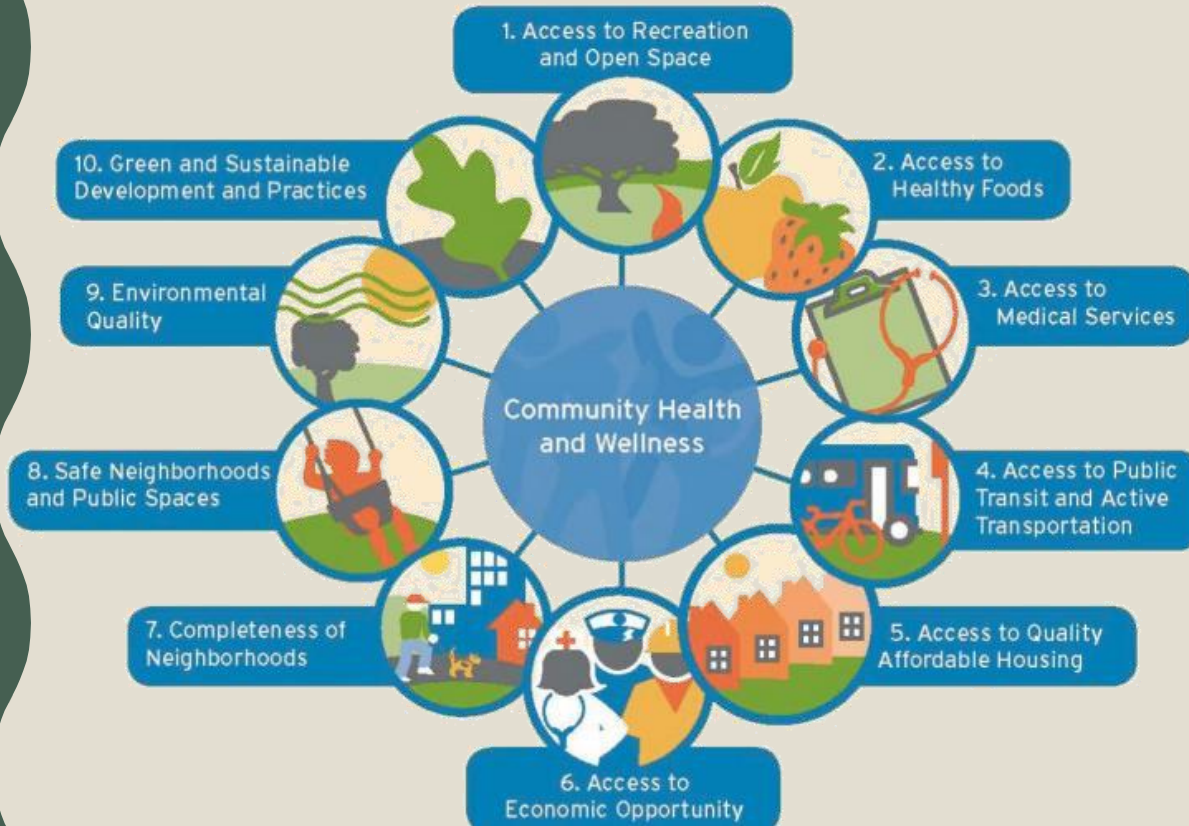 1. Access to Recreation
and Open Space
2. Access to
Healthy Foods
3. Access to
Medical Services
4. Access to Public
Transit and Active
Transportation
5. Access to Quality
Affordable Housing
6. Access to
Economic Opportunity
7. Completeness of
Neighborhoods
8. Safe Neighborhoods
and Public Spaces
9. Environmental
Quality
10. Green and Sustainable
Development and Practices
Community Health
and Wellness